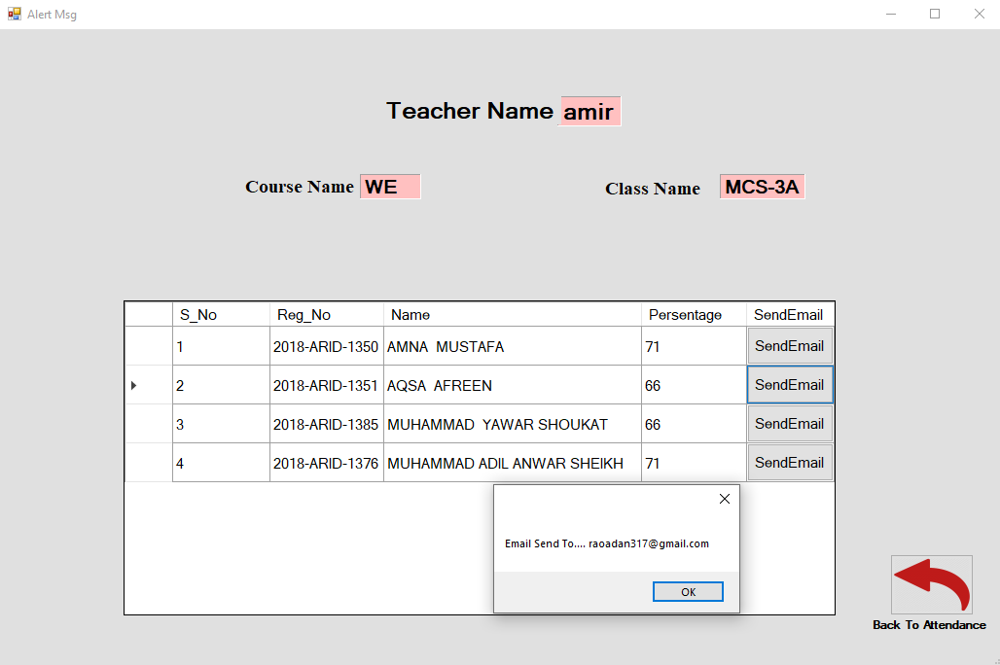 Alert Msg
Teacher Name amir
Course Name WE Class Name MCS-3A
S_No Reg_No Name Persentage SendEmail
1 2018-ARID-1350 AMNA MUSTAFA 71 SendEmail
2 2018-ARID-1351 AQSA AFREEN 66 SendEmail
3 2018-ARID-1385 MUHAMMAD YAWAR SHOUKAT 66 SendEmail
4 2018-ARID-1376 MUHAMMAD ADIL ANWAR SHEIKH 71 SendEmail
Email Send To.... raoadan317@gmail.com
OK
Back To Attendance